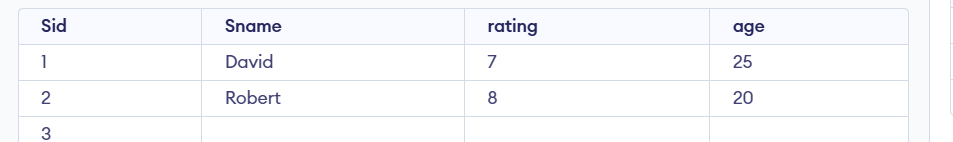 Sid Sname rating age
1 David 7 25
2 Robert 8 20
3